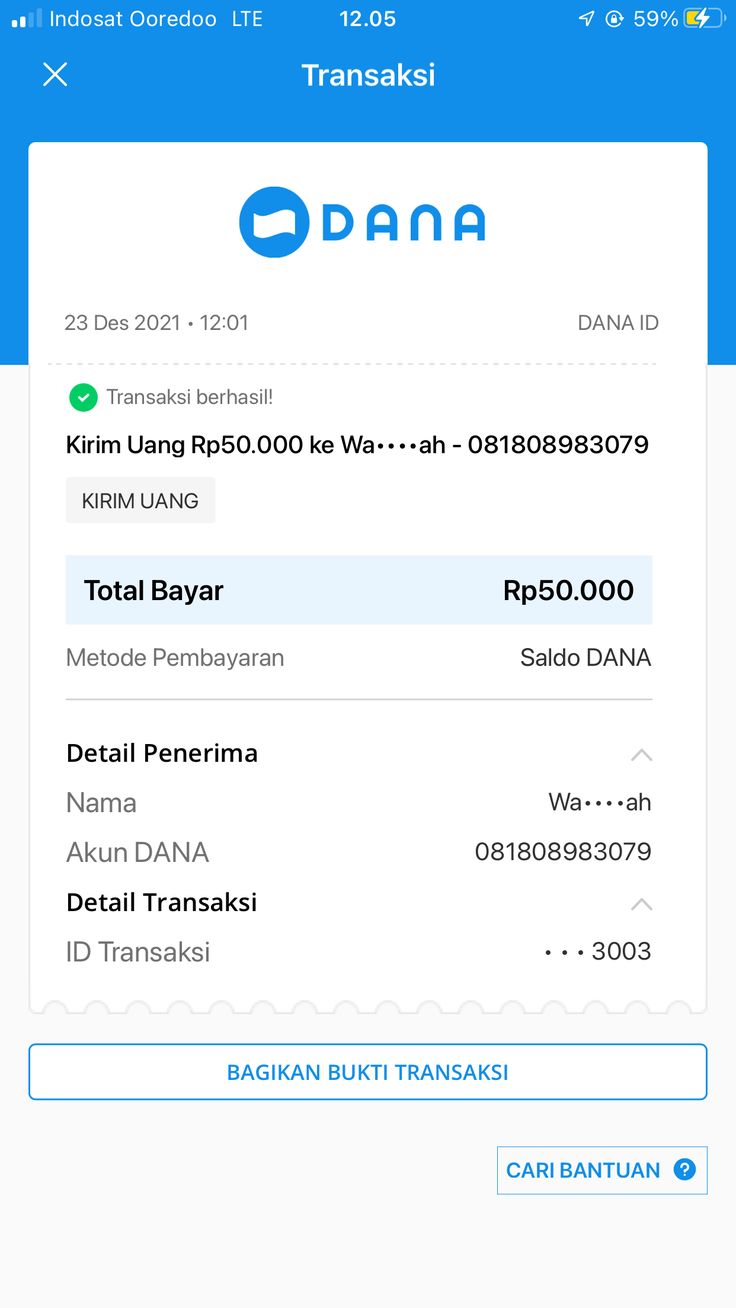 Indosat Ooredoo LTE 12.05 59%
Transaksi
DANA
23 Des 2021 • 12:01 DANA ID
Transaksi berhasil!
Kirim Uang Rp50.000 ke Wa••••ah - 081808983079
KIRIM UANG
Total Bayar Rp50.000
Metode Pembayaran Saldo DANA
Detail Penerima
Nama Wa••••ah
Akun DANA 081808983079
Detail Transaksi
ID Transaksi • • • 3003
BAGIKAN BUKTI TRANSAKSI
CARI BANTUAN ?